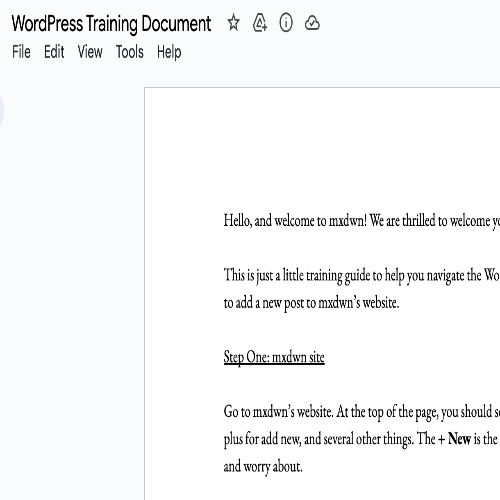 WordPress Training Document
File Edit View Tools Help
Hello, and welcome to mxdwn! We are thrilled to welcome
This is just a little training guide to help you navigate the
to add a new post to mxdwn’s website.
Step One: mxdwn site
Go to mxdwn’s website. At the top of the page, you should
plus for add new, and several other things. The + New is the
and worry about.